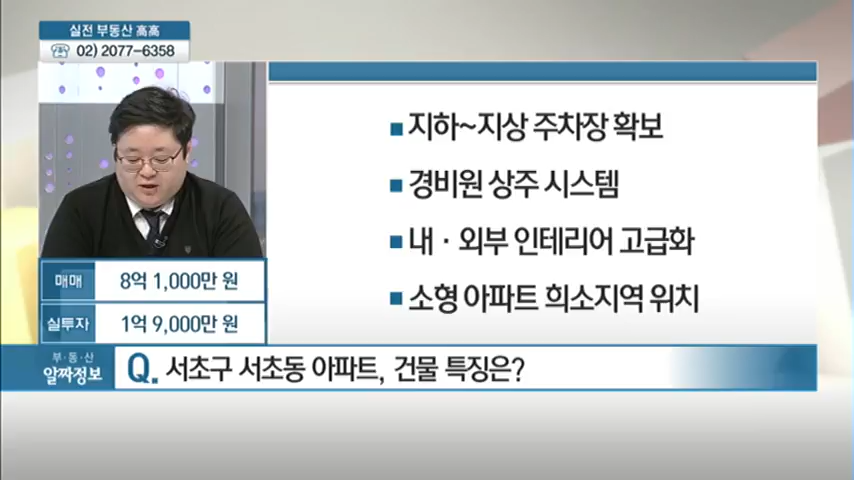 실전 부동산 高高
02) 2077-6358
■ 지하~지상 주차장 확보
■ 경비원 상주 시스템
■ 내·외부 인테리어 고급화
■ 소형 아파트 희소지역 위치
매매 8억 1,000만 원
실투자 1억 9,000만 원
부·동·산
알짜정보
Q. 서초구 서초동 아파트, 건물 특징은?